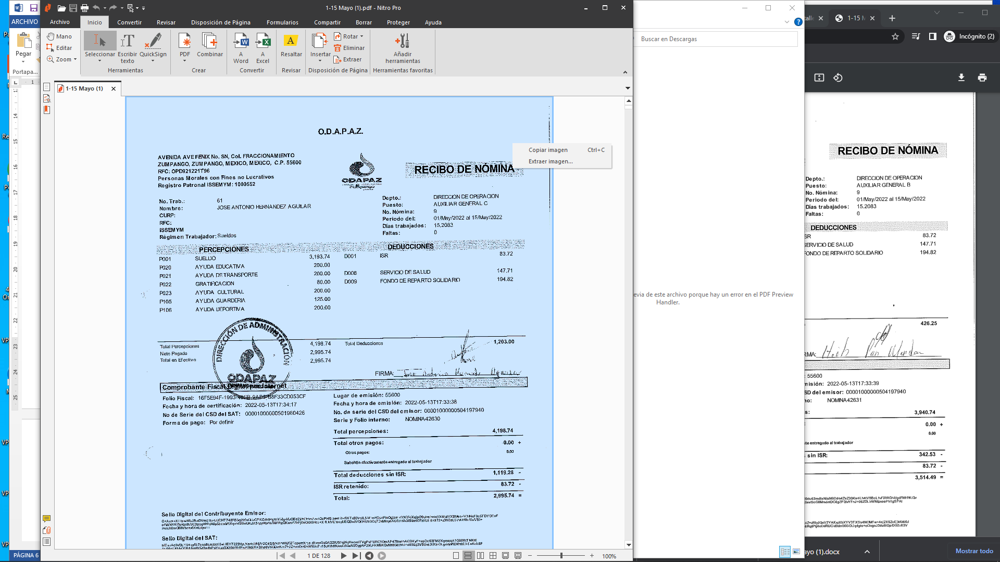 1-15 Mayo (1).pdf - Nitro Pro
ARCHIVO
Archivo Inicio Convertir Revisar Disposición de Página Formularios Compartir Borrar Proteger Ayuda
Pegar
Portapa...
Mano
Editar
Zoom
Seleccionar
Escribir texto
QuickSign
Herramientas
PDF
Combinar
Crear
A Word
A Excel
Convertir
Resaltar
Revisar
Insertar
Rotar
Eliminar
Extraer
Disposición de Página
Añadir herramientas
Herramientas favoritas
1-15 Mayo (1)
O.D.A.P.A.Z.
AVENIDA AVE FENIX No. SN, Col. FRACCIONAMIENTO
ZUMPANGO, ZUMPANGO, MEXICO, MEXICO, C.P. 55600
RFC: OPD921221T96
Personas Morales con Fines no Lucrativos
Registro Patronal ISSEMYM: 1000552
ODAPAZ
Zumpango
RECIBO DE NÓMINA
Copiar imagen Ctrl+C
Extraer imagen...
No. Trab.: 61
Nombre: JOSE ANTONIO HERNANDEZ AGUILAR
CURP:
RFC:
ISSEMYM
Régimen Trabajador: Sueldos
Depto.: DIRECCION DE OPERACION
Puesto: AUXILIAR GENERAL C
No. Nómina: 9
Periodo del: 01/May/2022 al 15/May/2022
Días trabajados: 15.2083
Faltas: 0
PERCEPCIONES DEDUCCIONES
P001 SUELDO 3,193.74 D001 ISR 83.72
P020 AYUDA EDUCATIVA 200.00
P021 AYUDA DE TRANSPORTE 200.00 D008 SERVICIO DE SALUD 147.71
P022 GRATIFICACION 80.00 D009 FONDO DE REPARTO SOLIDARIO 194.82
P023 AYUDA CULTURAL 200.00
P105 AYUDA GUARDERIA 125.00
P106 AYUDA DEPORTIVA 200.00
DIRECCIÓN DE ADMINISTRACIÓN
ODAPAZ
Total Percepciones 4,198.74 Total Deducciones 1,203.00
Neto Pagado 2,995.74
Total en Efectivo 2,995.74
FIRMA:
Comprobante Fiscal Digital por Internet
Folio Fiscal:
Fecha y hora de certificación: 2022-05-13T17:34:17
No de Serie del CSD del SAT: 00001000000501960426
Forma de pago: Por definir
Lugar de emisión: 55600
Fecha y hora de emisión: 2022-05-13T17:33:38
No. de serie del CSD del emisor: 00001000000504197940
Serie y Folio interno: NOMINA42630
Total percepciones: 4,198.74
Total otros pagos: 0.00 +
Otros pagos: 0.00
Subsidio efectivamente entregado al trabajador
Total deducciones sin ISR: 1,119.28 -
ISR retenido: 83.72 -
Total: 2,995.74 =
Sello Digital del Contribuyente Emisor:
Sello Digital del SAT:
1 DE 128
100%
PÁGINA 6
Buscar en Descargas
evia de este archivo porque hay un error en el PDF Preview
Handler.
1-15 M
Incógnito (2)
RECIBO DE NÓMINA
Depto.: DIRECCION DE OPERACION
Puesto: AUXILIAR GENERAL B
No. Nómina: 9
Periodo del: 01/May/2022 al 15/May/2022
Días trabajados: 15.2083
Faltas: 0
DEDUCCIONES
SR 83.72
SERVICIO DE SALUD 147.71
FONDO DE REPARTO SOLIDARIO 194.82
426.25
RMA:
: 55600
misión: 2022-05-13T17:33:39
SD del emisor: 00001000000504197940
no: NOMINA42631
s: 3,940.74
0.00 +
0.00
te entregado al trabajador
sin ISR: 342.53 -
83.72 -
3,514.49 =
ayo (1).docx
Mostrar todo